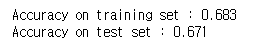 Accuracy on training set : 0.683
Accuracy on test set : 0.671